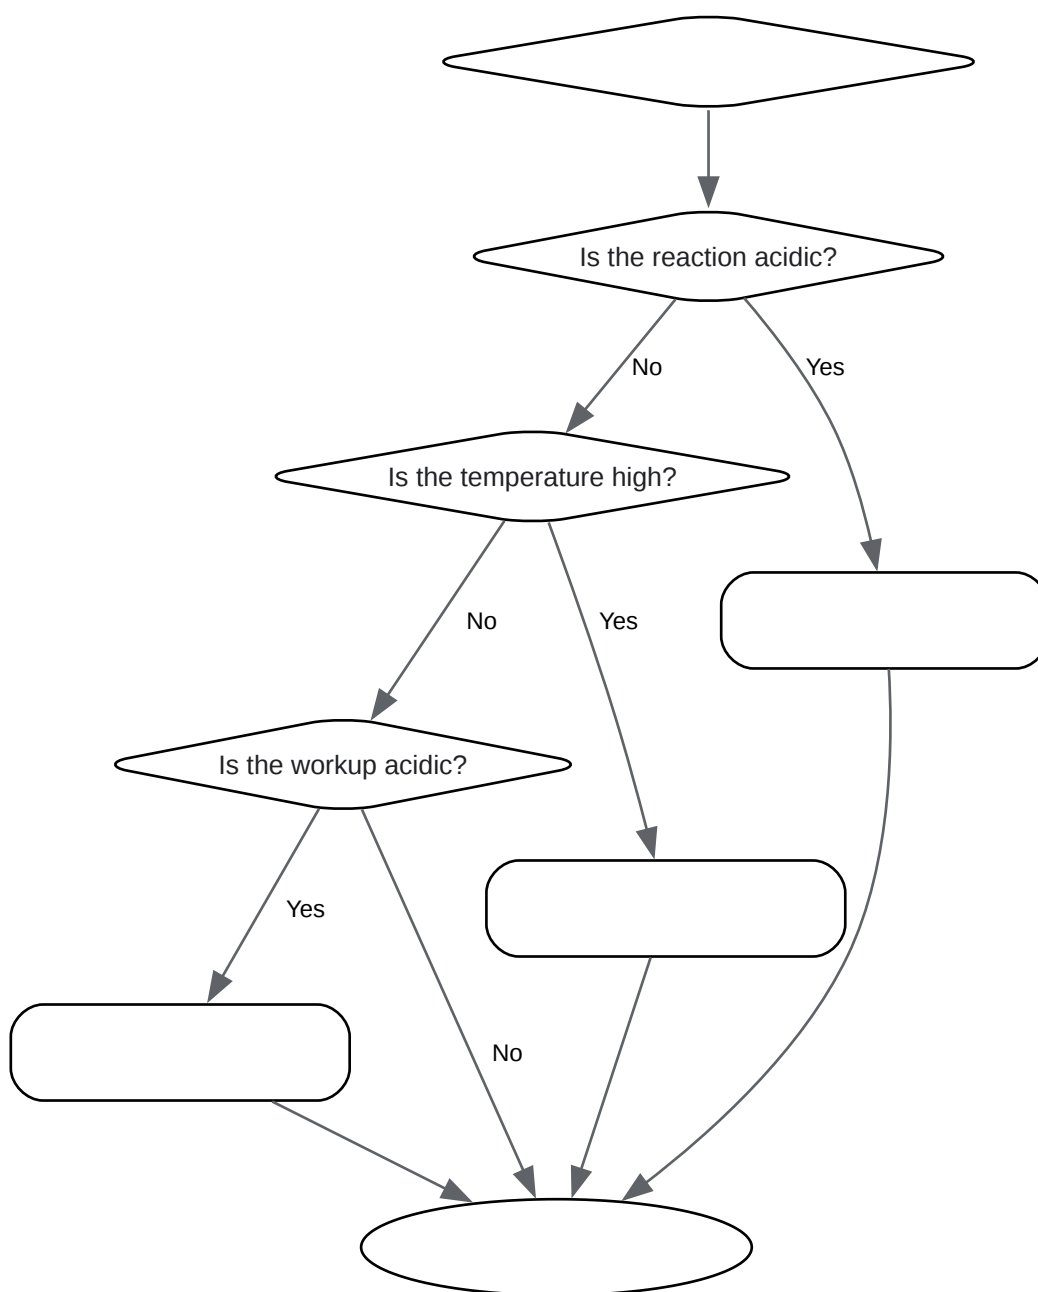 Is the reaction acidic?
No
Yes
Is the temperature high?
No
Yes
Is the workup acidic?
Yes
No